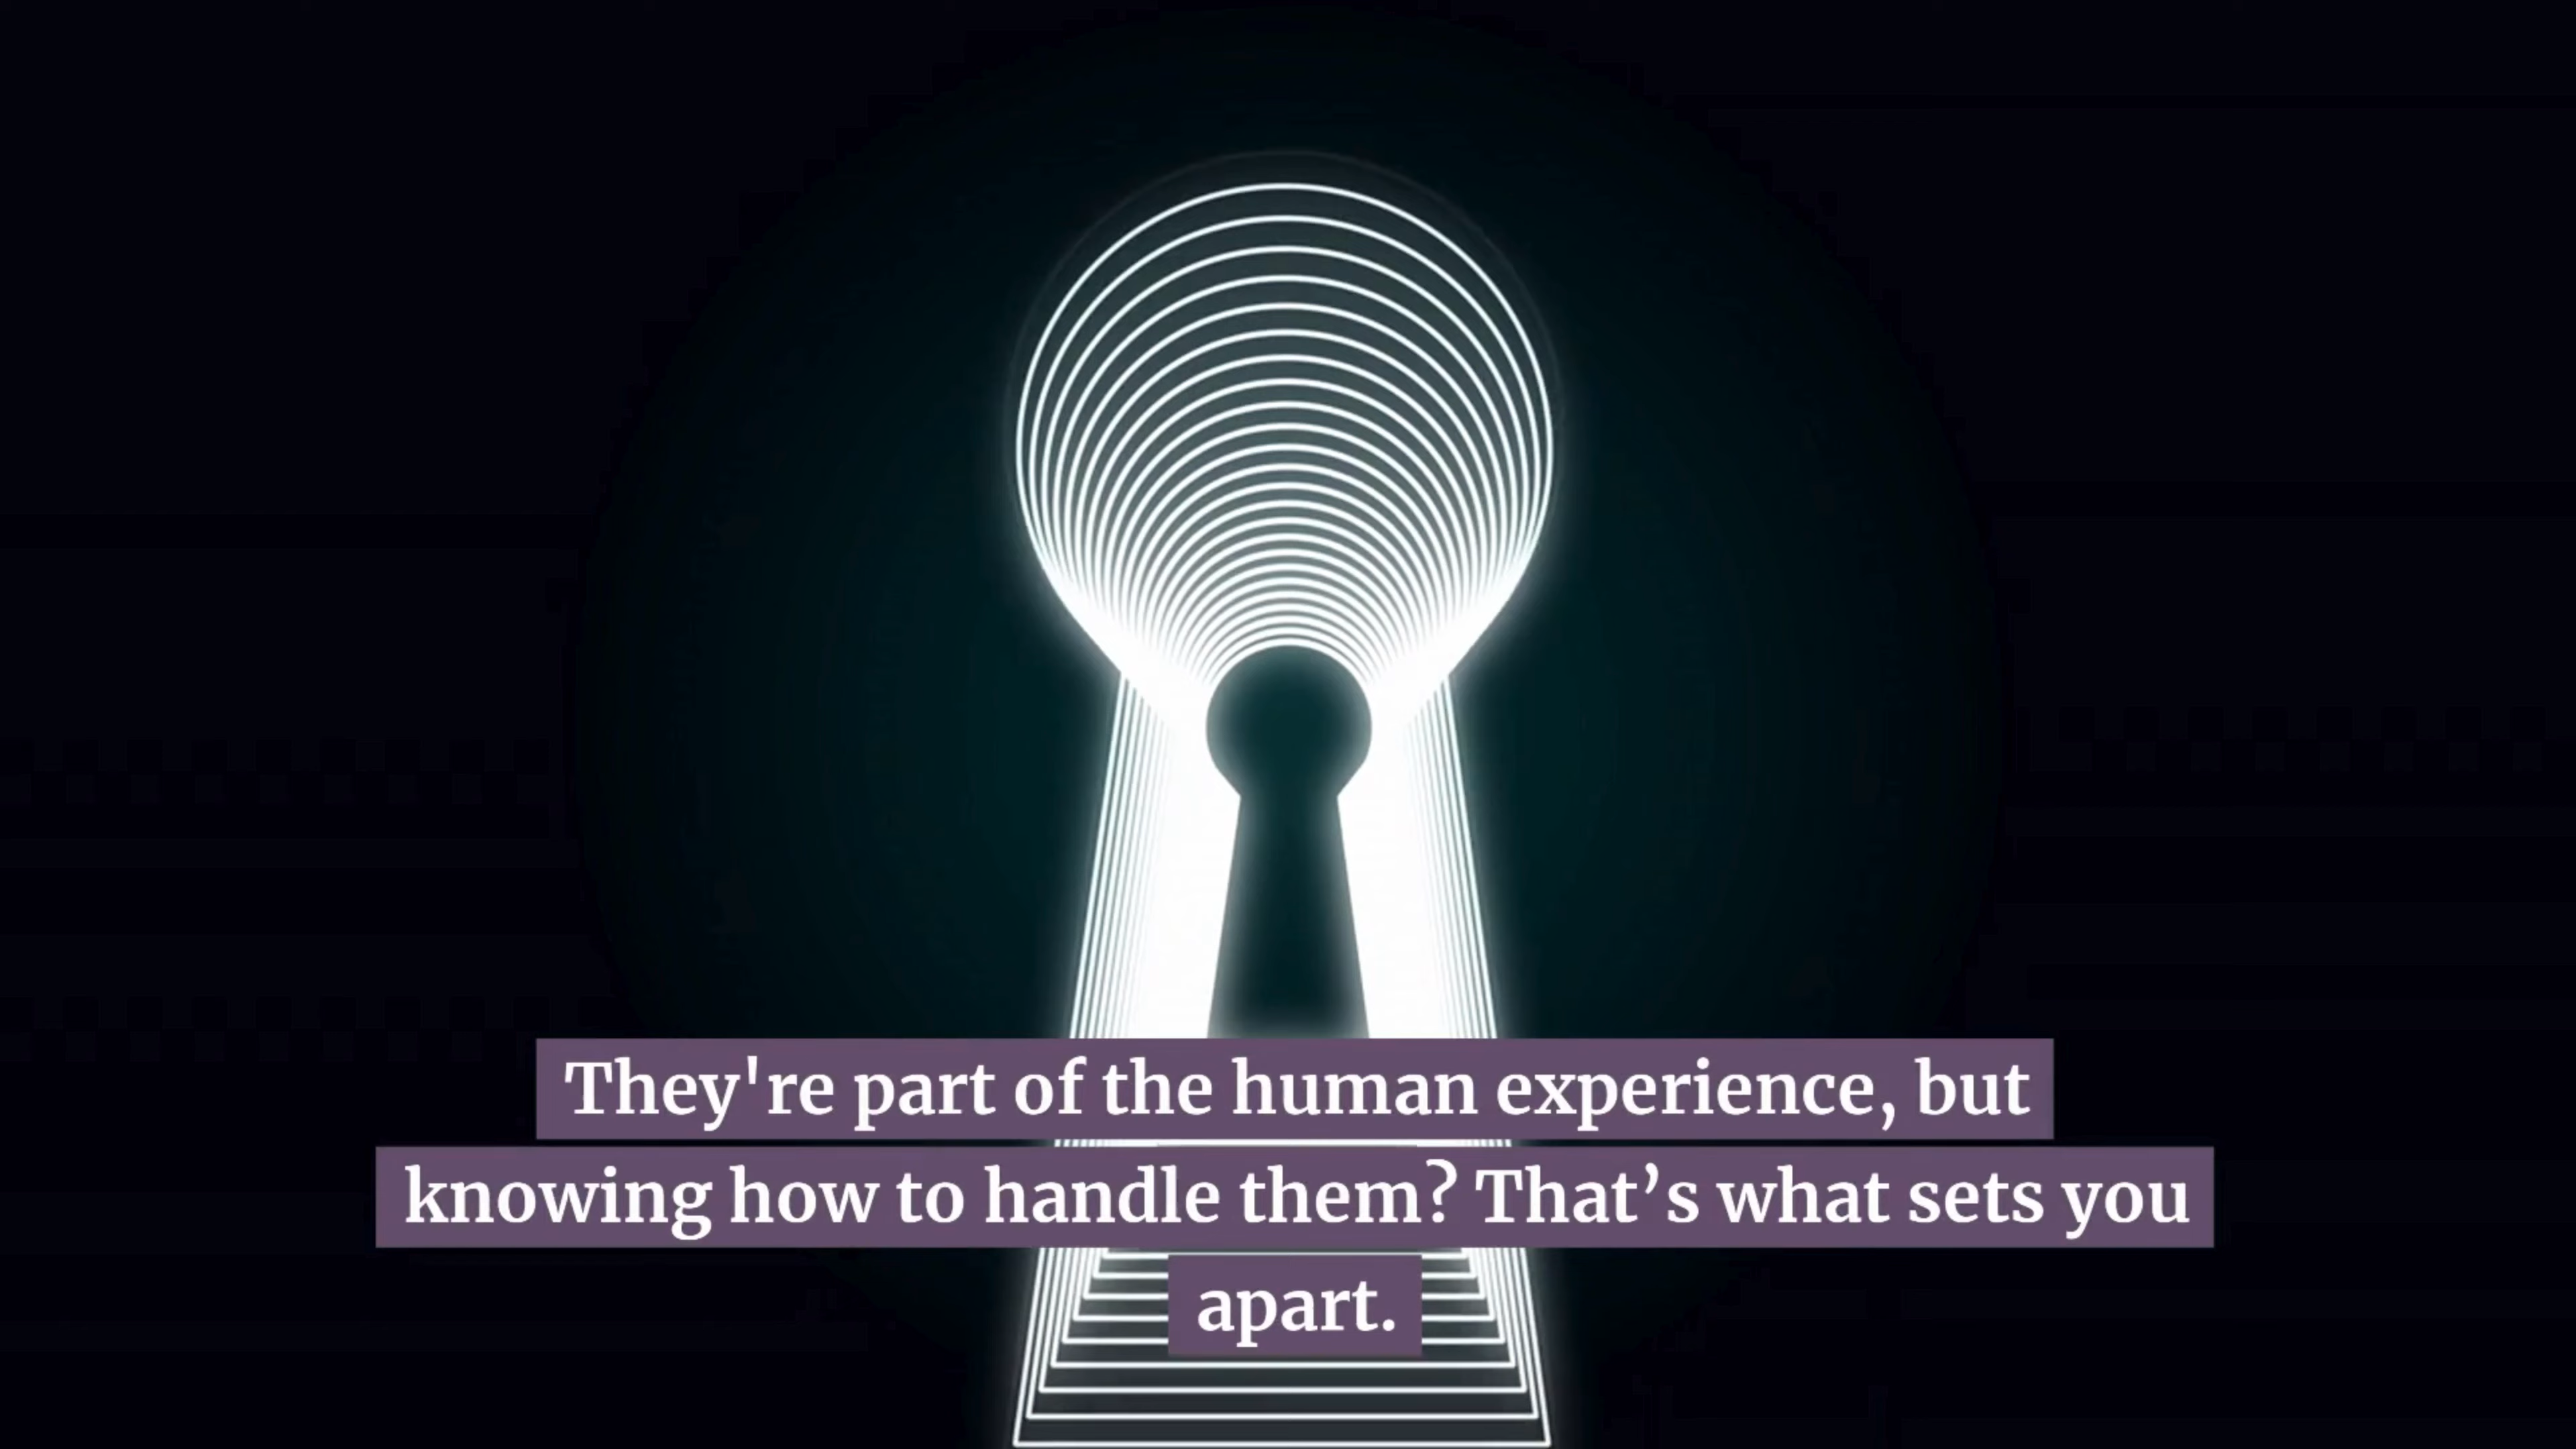 They're part of the human experience, but
knowing how to handle them? That’s what sets you
apart.